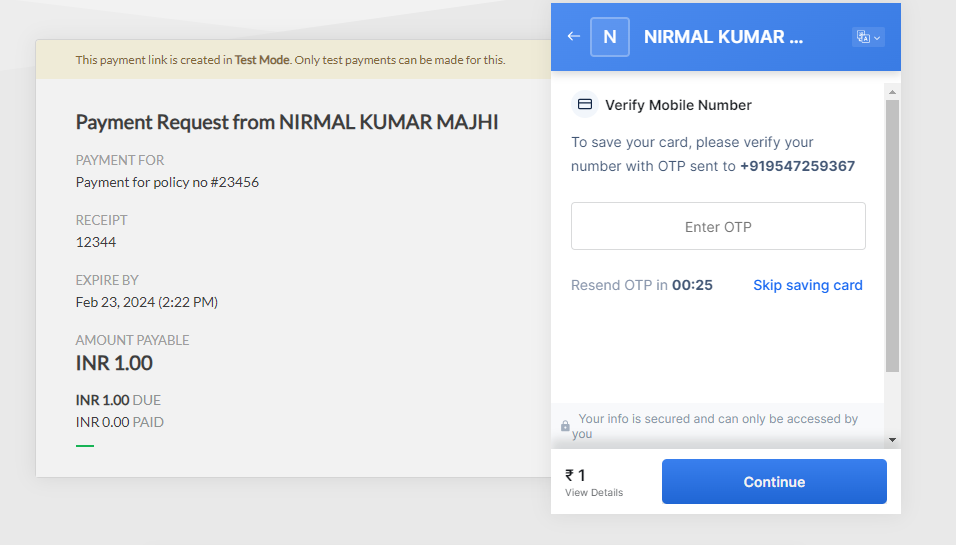 This payment link is created in Test Mode. Only test payments can be made for this.
Payment Request from NIRMAL KUMAR MAJHI
PAYMENT FOR
Payment for policy no #23456
RECEIPT
12344
EXPIRE BY
Feb 23, 2024 (2:22 PM)
AMOUNT PAYABLE
INR 1.00
INR 1.00 DUE
INR 0.00 PAID
N NIRMAL KUMAR ...
Verify Mobile Number
To save your card, please verify your
number with OTP sent to +919547259367
Enter OTP
Resend OTP in 00:25 Skip saving card
Your info is secured and can only be accessed by
you
₹ 1
View Details
Continue